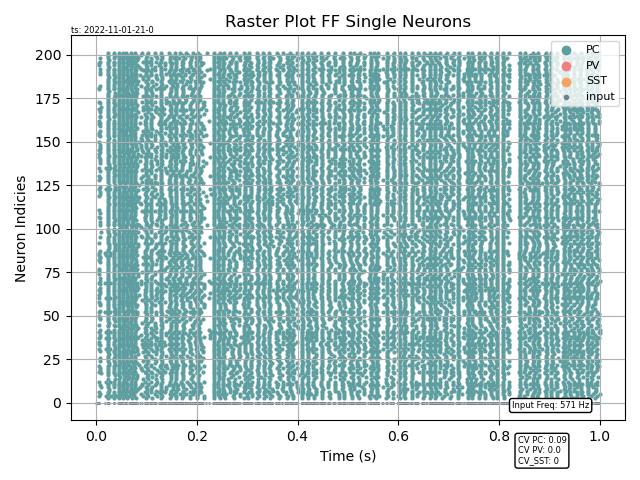 Raster Plot FF Single Neurons
ts: 2022-11-01-21-0
PC
PV
SST
input
200
175
150
125
100
75
50
25
0
Neuron Indicies
Input Freq: 571 Hz
0.0 0.2 0.4 0.6 0.8 1.0
Time (s)
CV PC: 0.09
CV PV: 0.0
CV_SST: 0